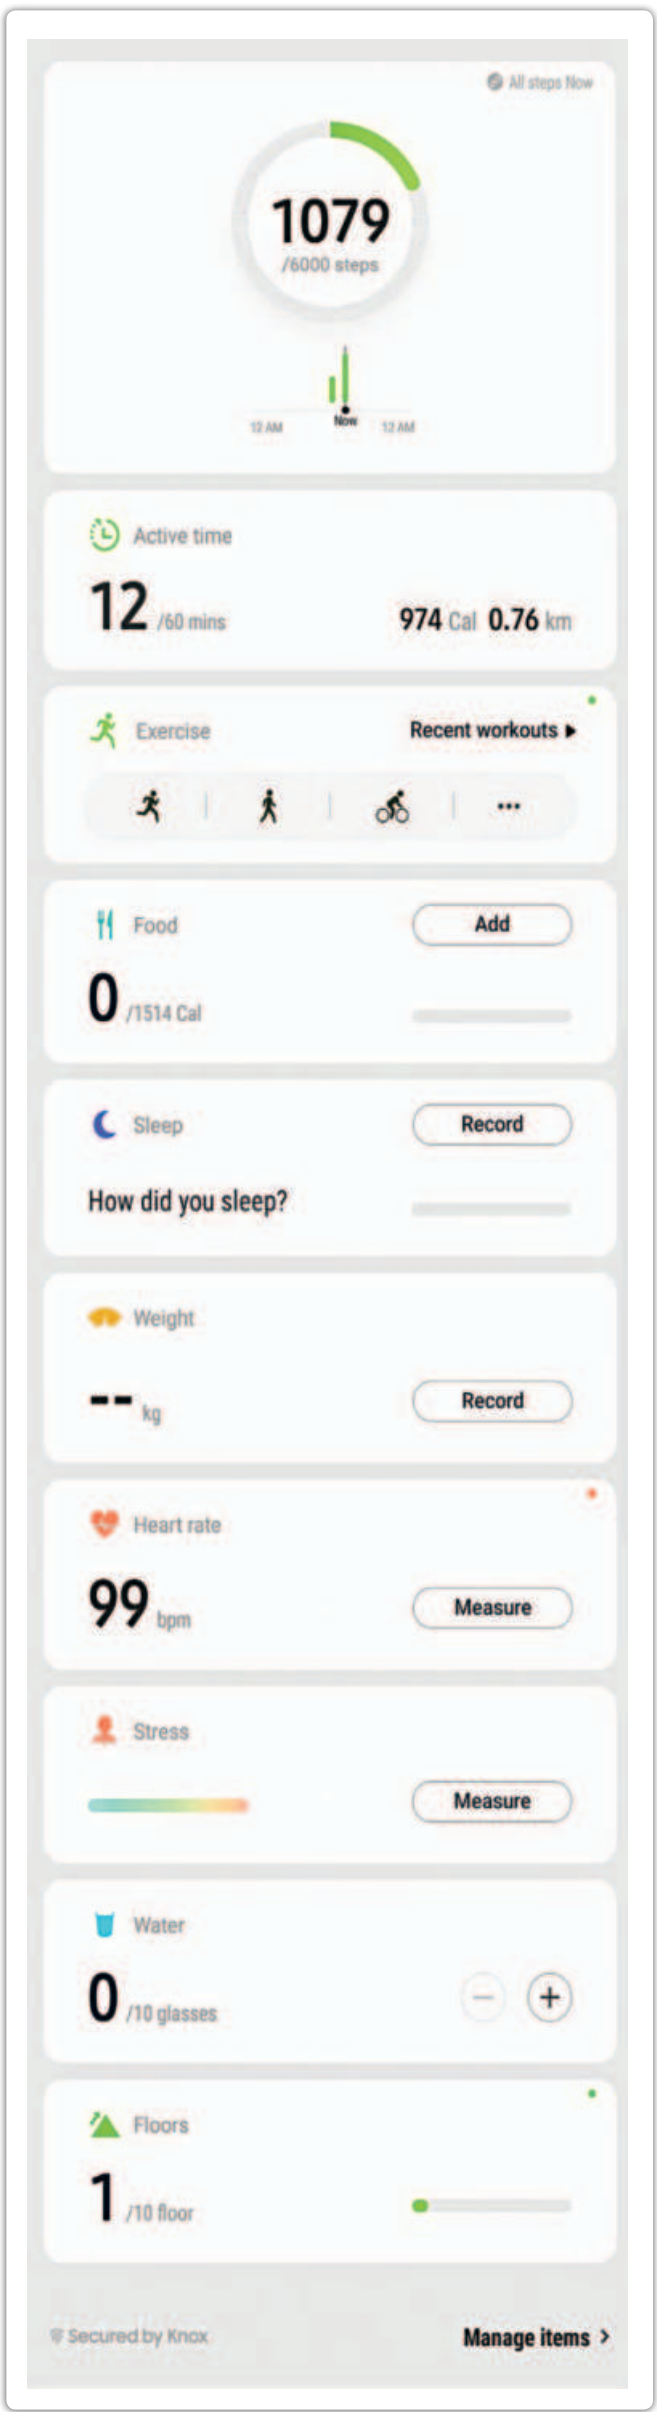 All steps Now
1079
/6000 steps
12 AM Now 12 AM
Active time
12 /60 mins 974 Cal 0.76 km
Exercise Recent workouts
Food Add
0 /1514 Cal
Sleep Record
How did you sleep?
Weight
-- kg Record
Heart rate
99 bpm Measure
Stress
Measure
Water
0 /10 glasses
Floors
1 /10 floor
Secured by Knox Manage items >